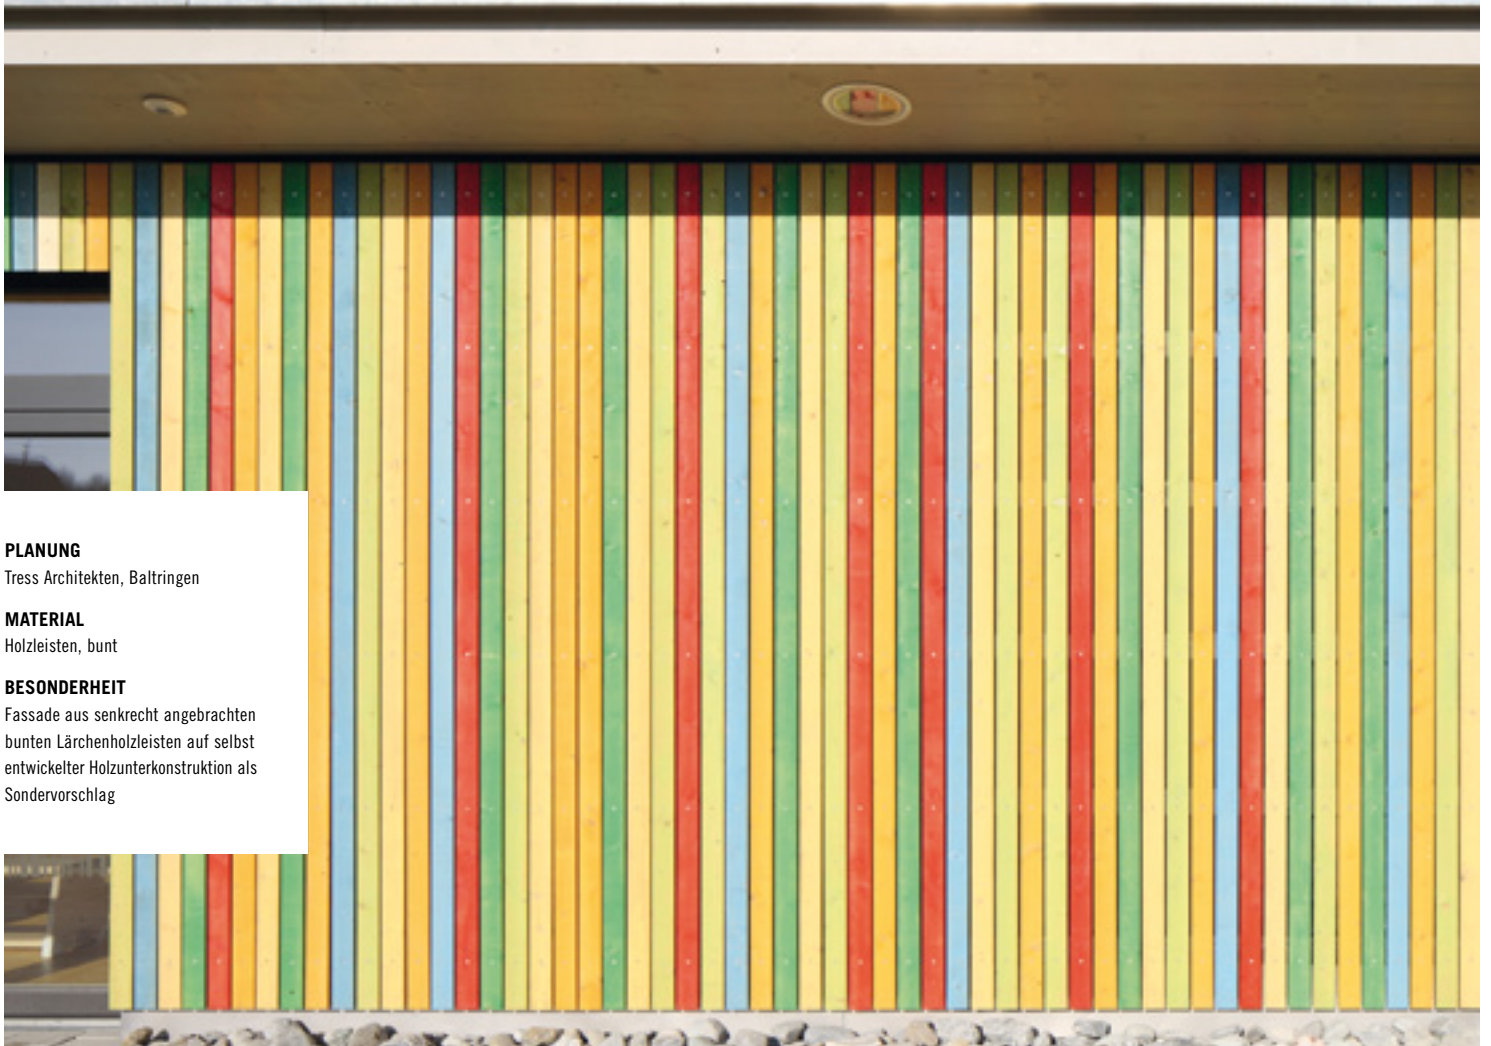 PLANUNG
Tress Architekten, Baltringen
MATERIAL
Holzleisten, bunt
BESONDERHEIT
Fassade aus senkrecht angebrachten
bunten Lärchenholzleisten auf selbst
entwickelter Holzunterkonstruktion als
Sondervorschlag